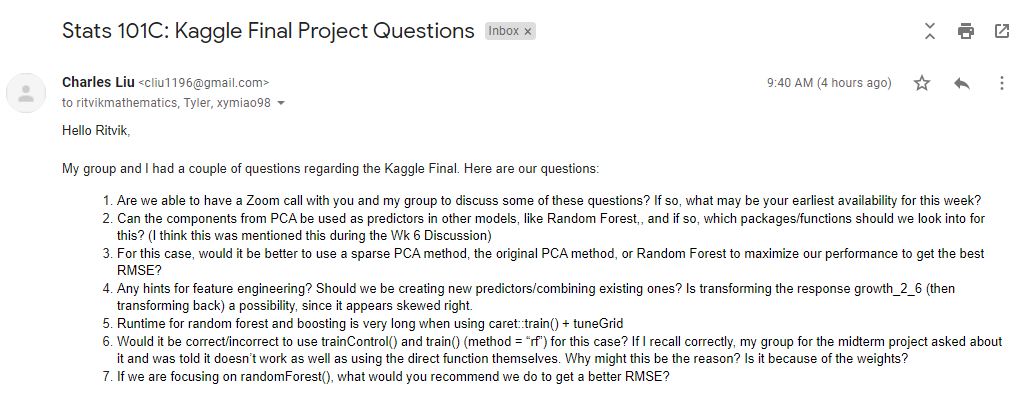 Stats 101C: Kaggle Final Project Questions Inbox x
Charles Liu <cliu1196@gmail.com> 9:40 AM (4 hours ago)
to ritvikmathematics, Tyler, xymiao98
Hello Ritvik,
My group and I had a couple of questions regarding the Kaggle Final. Here are our questions:
1. Are we able to have a Zoom call with you and my group to discuss some of these questions? If so, what may be your earliest availability for this week?
2. Can the components from PCA be used as predictors in other models, like Random Forest,, and if so, which packages/functions should we look into for
this? (I think this was mentioned this during the Wk 6 Discussion)
3. For this case, would it be better to use a sparse PCA method, the original PCA method, or Random Forest to maximize our performance to get the best
RMSE?
4. Any hints for feature engineering? Should we be creating new predictors/combining existing ones? Is transforming the response growth_2_6 (then
transforming back) a possibility, since it appears skewed right.
5. Runtime for random forest and boosting is very long when using caret::train() + tuneGrid
6. Would it be correct/incorrect to use trainControl() and train() (method = “rf”) for this case? If I recall correctly, my group for the midterm project asked about
it and was told it doesn’t work as well as using the direct function themselves. Why might this be the reason? Is it because of the weights?
7. If we are focusing on randomForest(), what would you recommend we do to get a better RMSE?